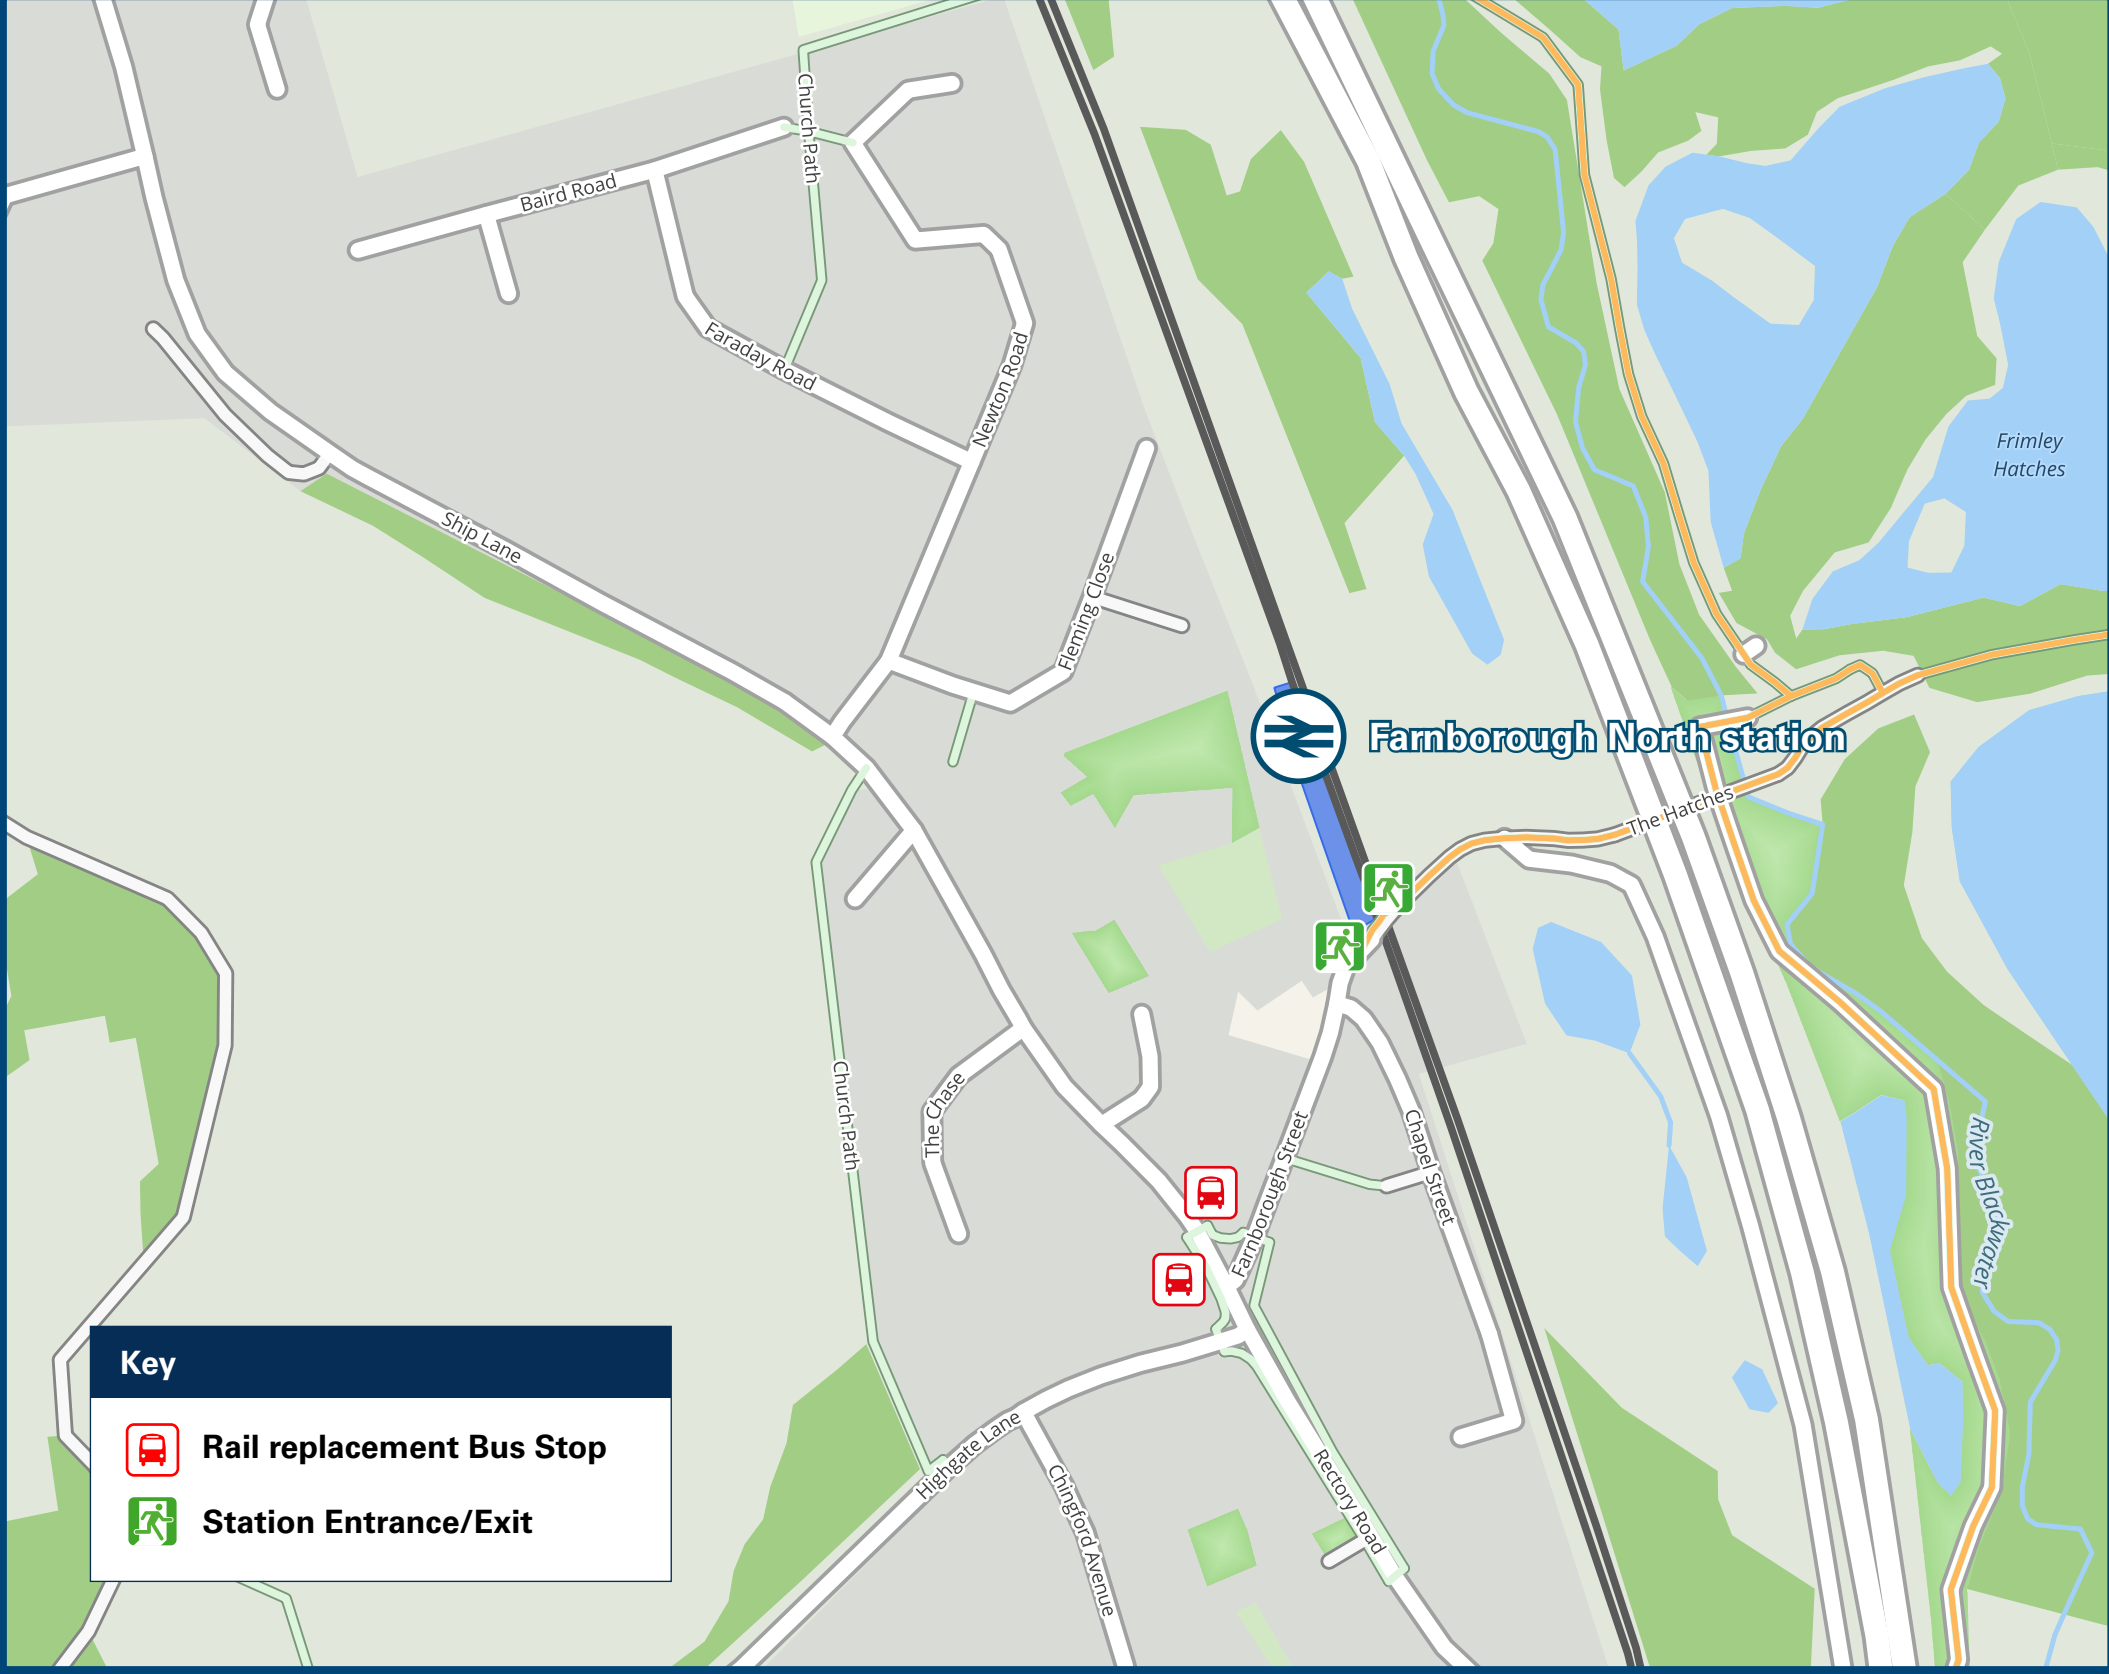 Church Path
Baird Road
Faraday Road
Newton Road
Frimley
Hatches
Ship Lane
Fleming Close
Farnborough North station
The Hatches
Church Path
The Chase
Farnborough Street
Chapel Street
River Blackwater
Key
Rail replacement Bus Stop
Station Entrance/Exit
Highgate Lane
Chingford Avenue
Rectory Road